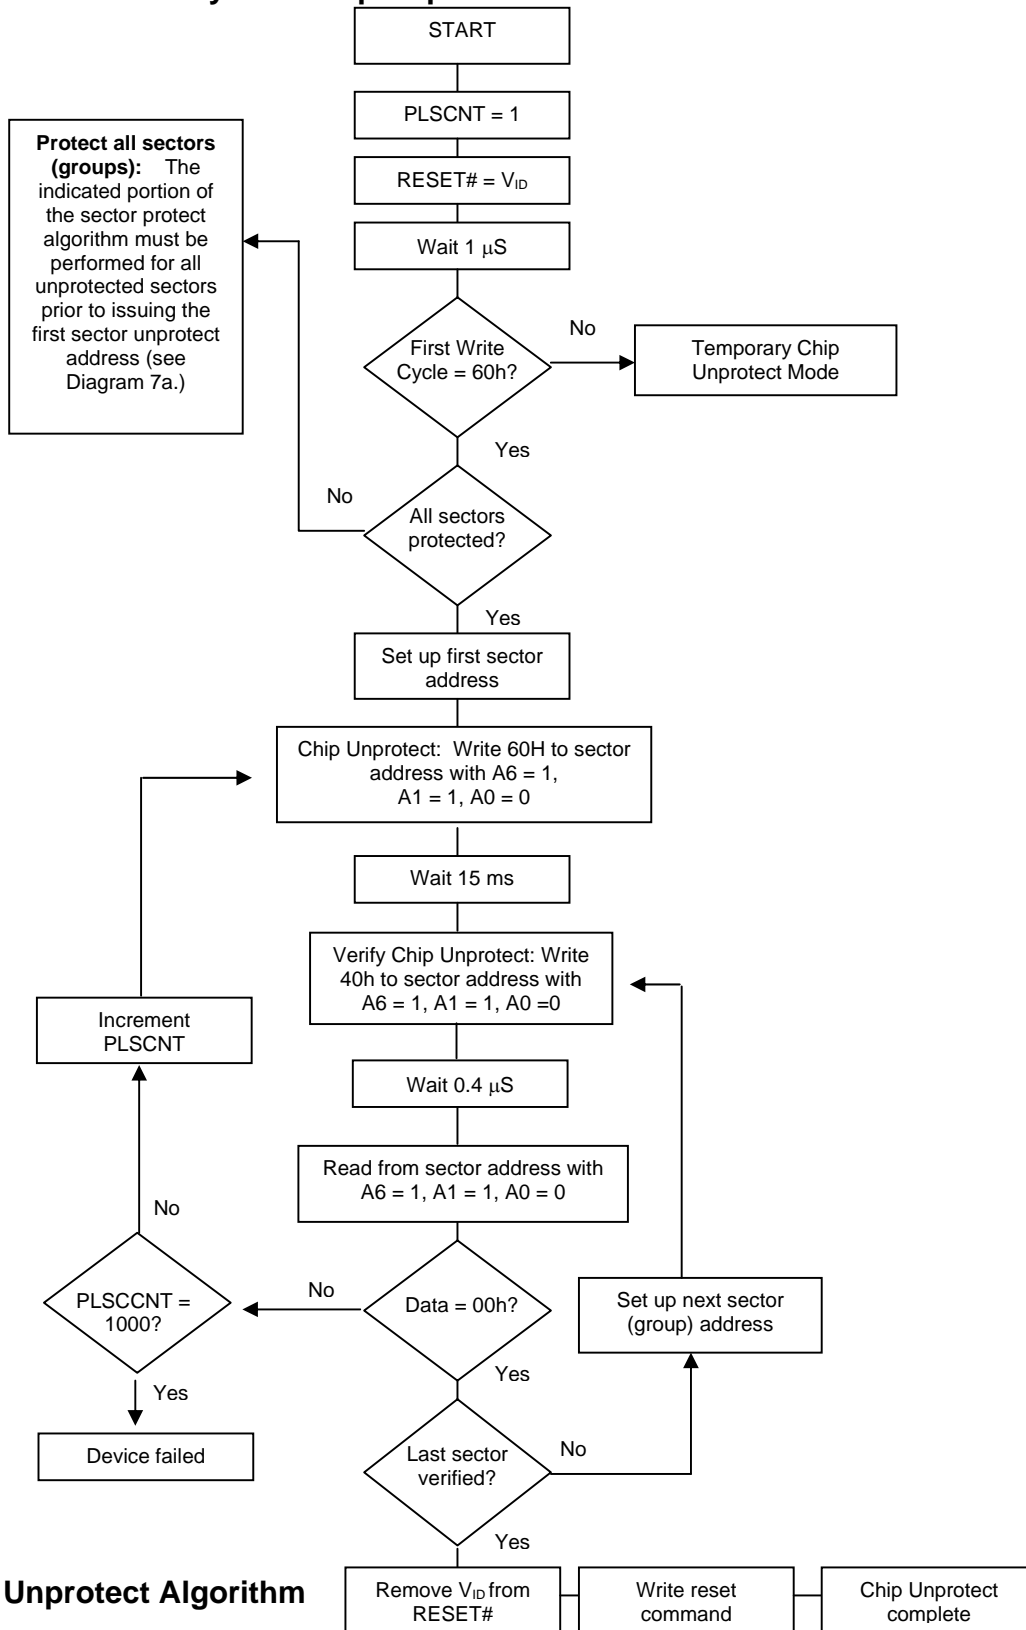 START
PLSCNT = 1
RESET# = VID
Wait 1 μS
Protect all sectors
(groups): The
indicated portion of
the sector protect
algorithm must be
performed for all
unprotected sectors
prior to issuing the
first sector unprotect
address (see
Diagram 7a.)
First Write
Cycle = 60h?
No
Temporary Chip
Unprotect Mode
Yes
No
All sectors
protected?
Yes
Set up first sector
address
Chip Unprotect: Write 60H to sector
address with A6 = 1,
A1 = 1, A0 = 0
Wait 15 ms
Verify Chip Unprotect: Write
40h to sector address with
A6 = 1, A1 = 1, A0 =0
Increment
PLSCNT
Wait 0.4 μS
Read from sector address with
A6 = 1, A1 = 1, A0 = 0
No
PLSCCNT =
1000?
No
Data = 00h?
Set up next sector
(group) address
Yes
Yes
Device failed
Last sector
verified?
No
Yes
Unprotect Algorithm
Remove VID from
RESET#
Write reset
command
Chip Unprotect
complete